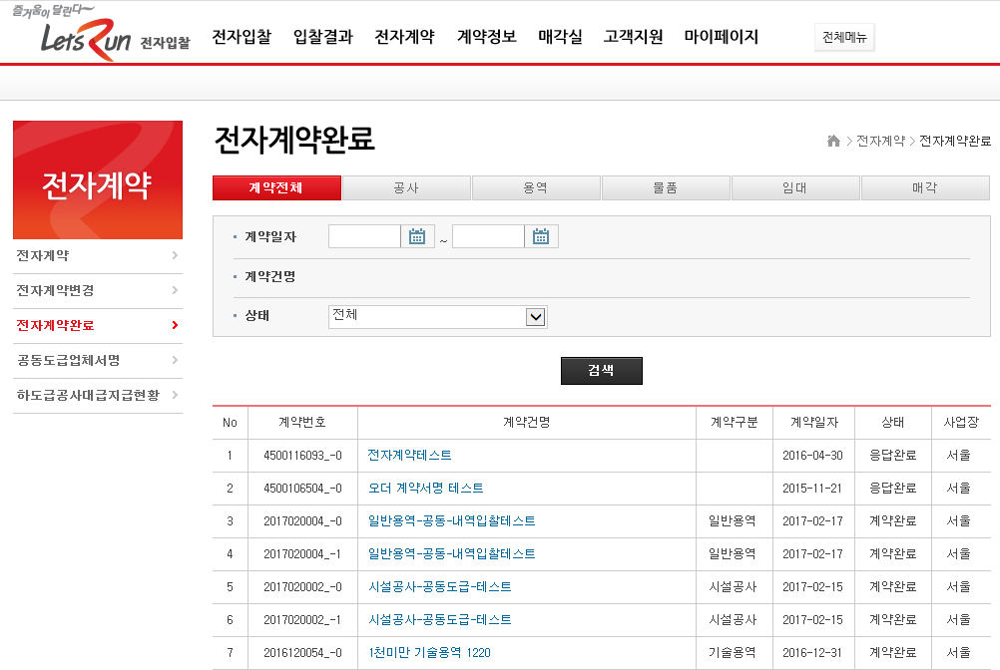 즐거움이 달린다~
Let'sRun 전자입찰
전자입찰 입찰결과 전자계약 계약정보 매각실 고객지원 마이페이지
전체메뉴
전자계약
전자계약
전자계약변경
전자계약완료
공동도급업체서명
하도급공사대급지급현황
전자계약완료
> 전자계약 > 전자계약완료
계약전체 공사 용역 물품 임대 매각
계약일자 ~
계약건명
상태 전체
검색
No 계약번호 계약건명 계약구분 계약일자 상태 사업장
1 4500116093_-0 전자계약테스트 2016-04-30 응답완료 서울
2 4500106504_-0 오더 계약서명 테스트 2015-11-21 응답완료 서울
3 2017020004_-0 일반용역-공동-내역입찰테스트 일반용역 2017-02-17 계약완료 서울
4 2017020004_-1 일반용역-공동-내역입찰테스트 일반용역 2017-02-17 계약완료 서울
5 2017020002_-0 시설공사-공동도급-테스트 시설공사 2017-02-15 계약완료 서울
6 2017020002_-1 시설공사-공동도급-테스트 시설공사 2017-02-15 계약완료 서울
7 2016120054_-0 1천미만 기술용역 1220 기술용역 2016-12-31 계약완료 서울